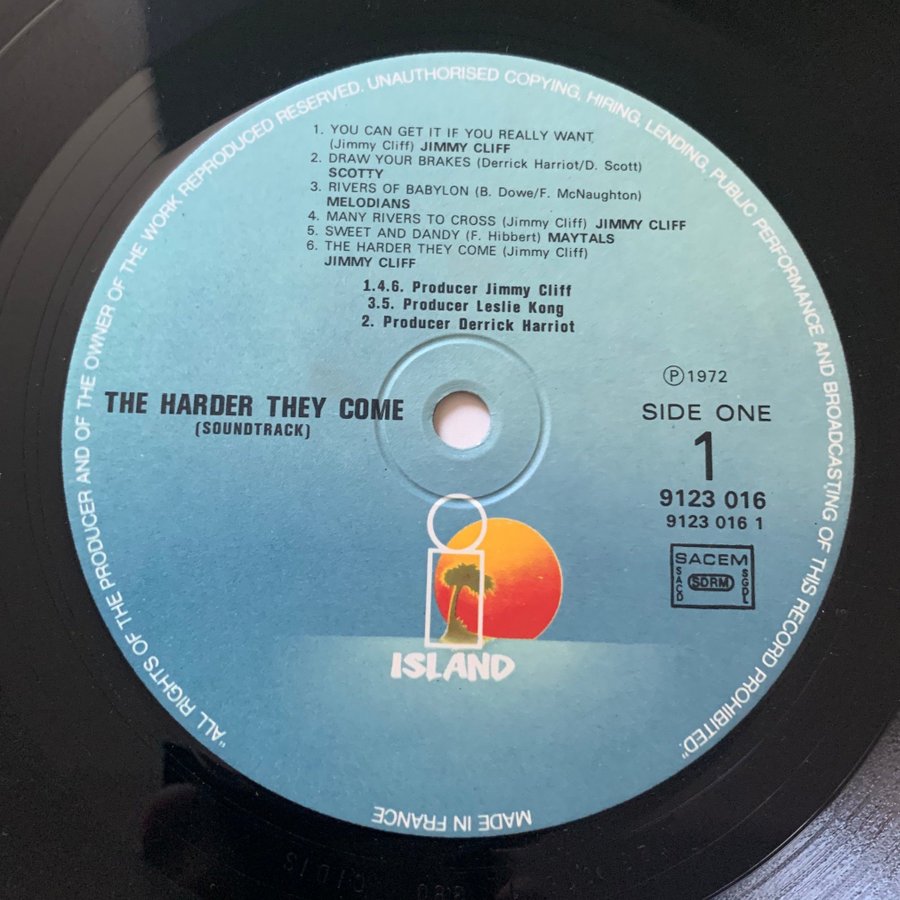 "ALL RIGHTS OF THE PRODUCER AND OF THE OWNER OF THE WORK REPRODUCED RESERVED. UNAUTHORISED COPYING, HIRING, LENDING, PUBLIC PERFORMANCE AND BROADCASTING OF THIS RECORD PROHIBITED."
1. YOU CAN GET IT IF YOU REALLY WANT
(Jimmy Cliff) JIMMY CLIFF
2. DRAW YOUR BRAKES (Derrick Harriot/D. Scott)
SCOTTY
3. RIVERS OF BABYLON (B. Dowe/F. McNaughton)
MELODIANS
4. MANY RIVERS TO CROSS (Jimmy Cliff) JIMMY CLIFF
5. SWEET AND DANDY (F. Hibbert) MAYTALS
6. THE HARDER THEY COME (Jimmy Cliff)
JIMMY CLIFF
1.4.6. Producer Jimmy Cliff
3.5. Producer Leslie Kong
2. Producer Derrick Harriot
THE HARDER THEY COME
(SOUNDTRACK)
℗ 1972
SIDE ONE
1
9123 016
9123 016 1
SACEM
SACD
SDRM
SGDL
i
ISLAND
MADE IN FRANCE